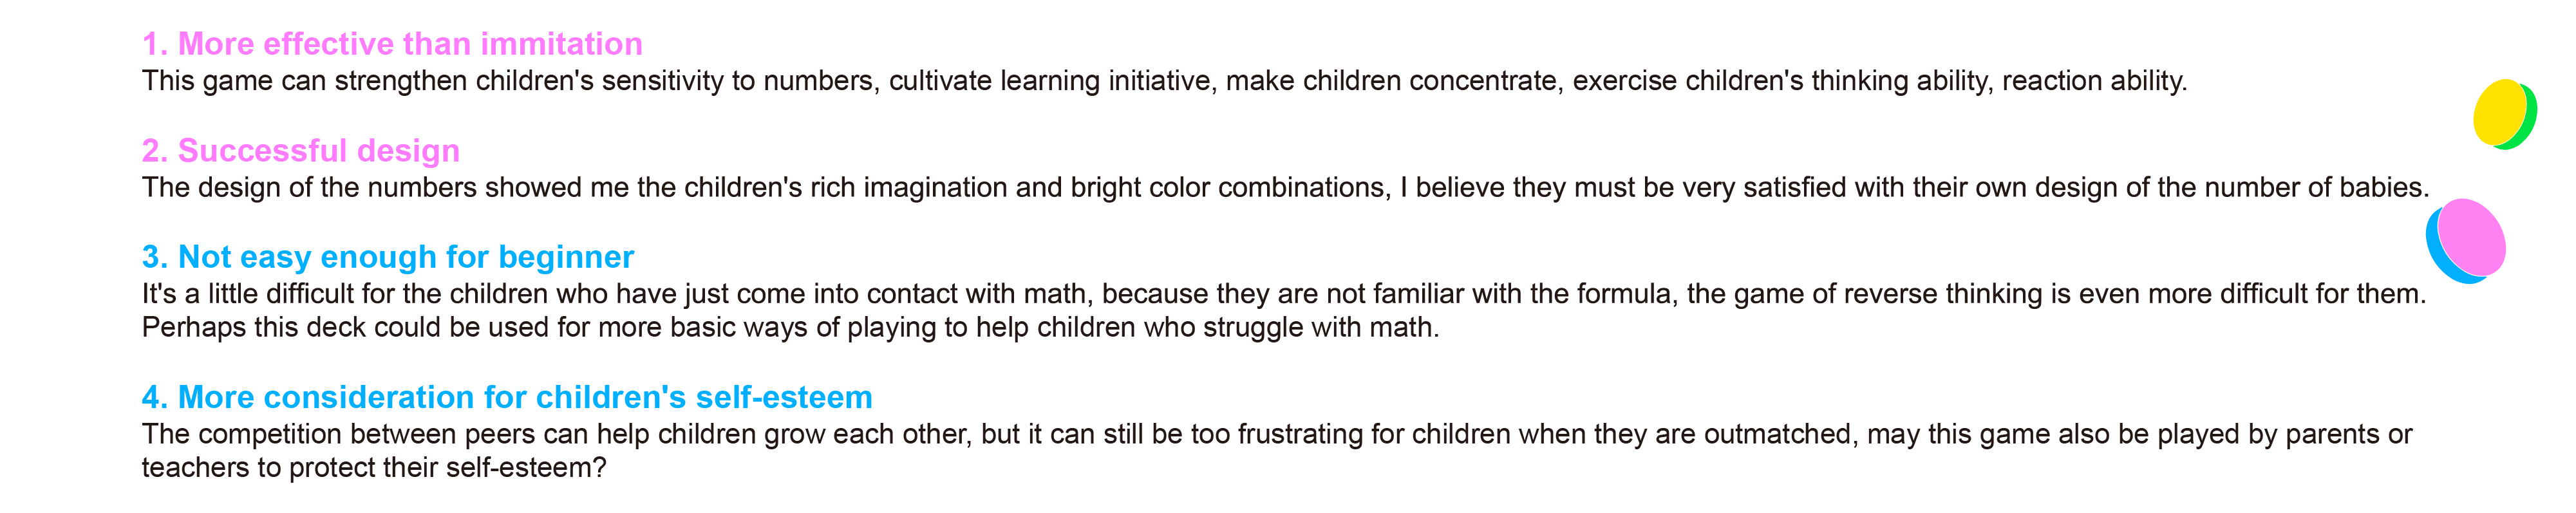 1. More effective than immitation
This game can strengthen children's sensitivity to numbers, cultivate learning initiative, make children concentrate, exercise children's thinking ability, reaction ability.
2. Successful design
The design of the numbers showed me the children's rich imagination and bright color combinations, I believe they must be very satisfied with their own design of the number of babies.
3. Not easy enough for beginner
It's a little difficult for the children who have just come into contact with math, because they are not familiar with the formula, the game of reverse thinking is even more difficult for them.
Perhaps this deck could be used for more basic ways of playing to help children who struggle with math.
4. More consideration for children's self-esteem
The competition between peers can help children grow each other, but it can still be too frustrating for children when they are outmatched, may this game also be played by parents or
teachers to protect their self-esteem?